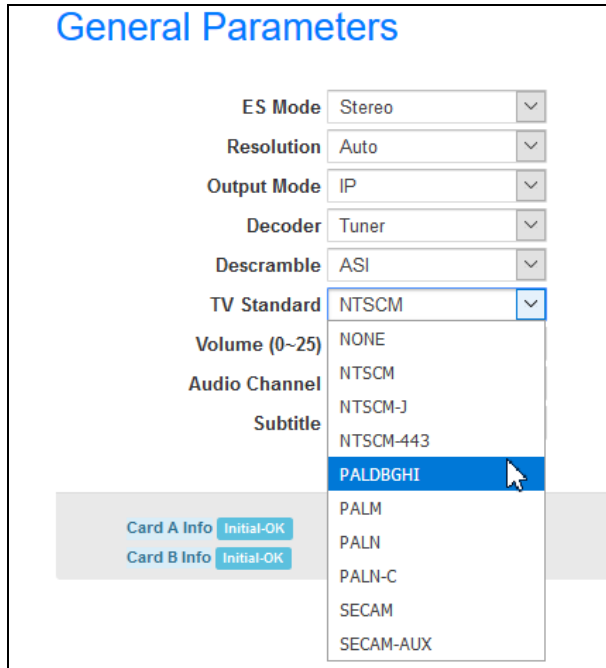 General Parameters
ES Mode Stereo
Resolution Auto
Output Mode IP
Decoder Tuner
Descramble ASI
TV Standard NTSCM
Volume (0~25) NONE
NTSCM
Audio Channel
NTSCM-J
Subtitle
NTSCM-443
PALDBGHI
PALM
Card A Info Initial-OK
PALN
Card B Info Initial-OK
PALN-C
SECAM
SECAM-AUX